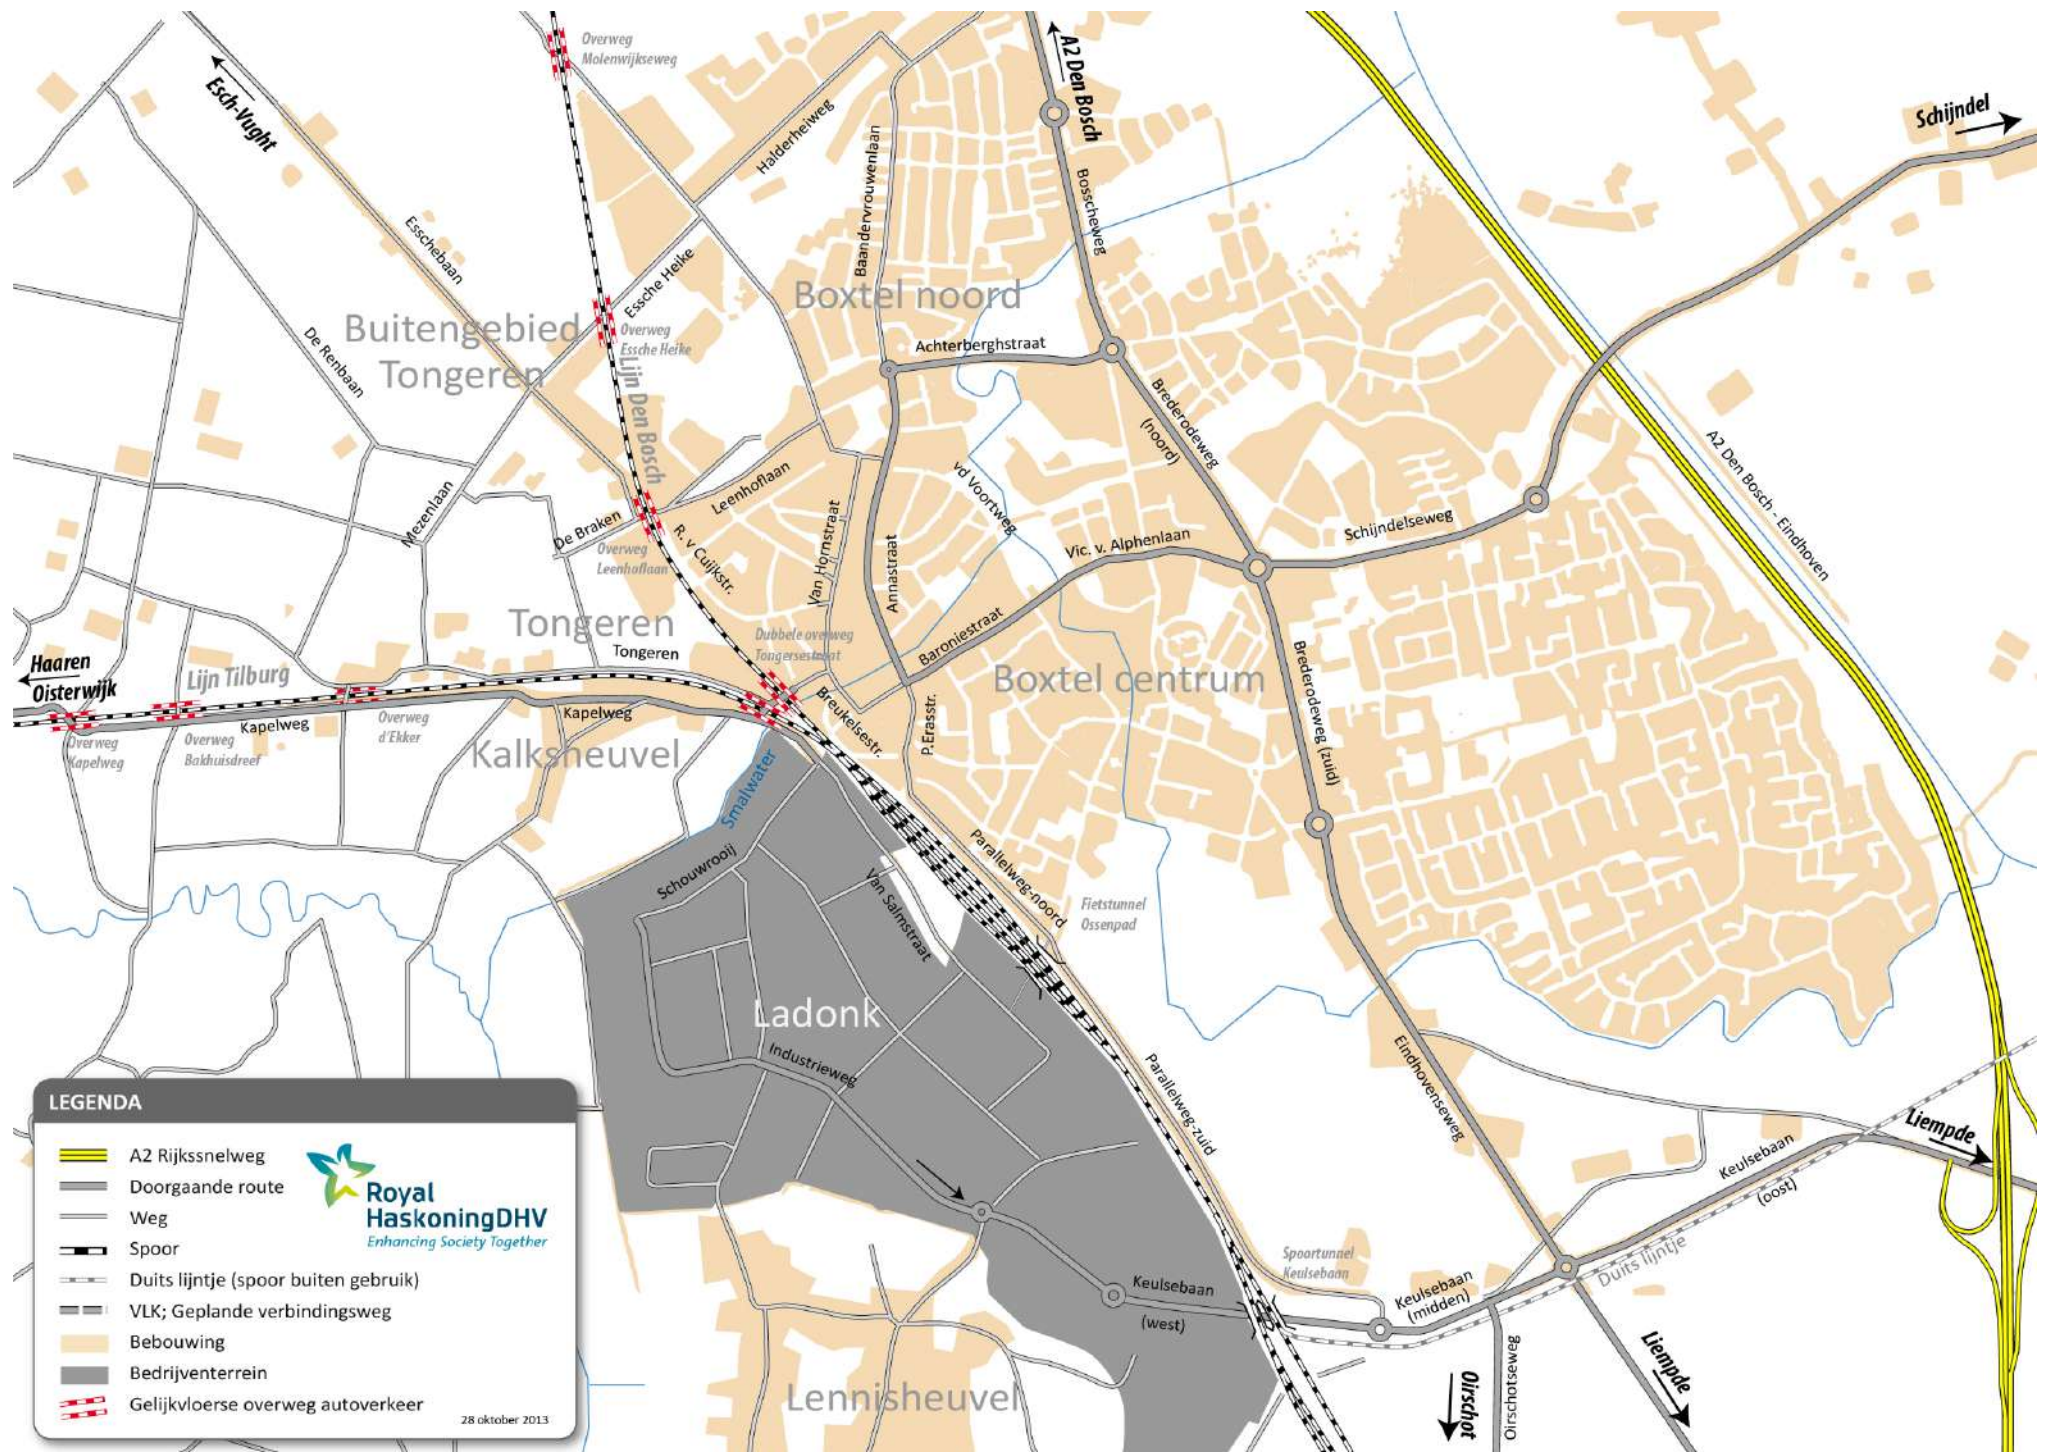 Overweg
Molenwijkseweg
Esch-Vught
A2 Den Bosch
Schijndel
Halderheiweg
Baandervrouwenlaan
Bosscheweg
Esschebaan
Essche Heike
Boxtel noord
Buitengebied
Tongeren
Overweg
Essche Heike
Lijn Den Bosch
De Renbaan
Achterberghstraat
Brederodeweg
(noord)
A2 Den Bosch - Eindhoven
Mezenlaan
Leenhoflaan
vd Voortweg
De Braken
Overweg
Leenhoflaan
R. v Cuijkstr.
Van Hornstraat
Annastraat
Vic. v. Alphenlaan
Schijndelseweg
Tongeren
Tongeren
Dubbele overweg
Tongersestraat
Baroniestraat
Boxtel centrum
Brederodeweg (zuid)
Haaren
Oisterwijk
Lijn Tilburg
Kapelweg
Overweg
Kapelweg
Overweg
Bakhuisdreef
Overweg
d'Ekker
Kapelweg
Kalksheuvel
Breukelsestr.
P.Erasstr.
Smalwater
Schouwrooij
Van Salmstraat
Parallelweg-noord
Fietstunnel
Ossenpad
Ladonk
Industrieweg
Parallelweg-zuid
Eindhovenseweg
Liempde
Keulsebaan
(oost)
Duits lijntje
Spoortunnel
Keulsebaan
Keulsebaan
(midden)
Keulsebaan
(west)
Lennisheuvel
Oirschot
Oirschotseweg
Liempde
LEGENDA
A2 Rijkssnelweg
Doorgaande route
Weg
Spoor
Duits lijntje (spoor buiten gebruik)
VLK; Geplande verbindingsweg
Bebouwing
Bedrijventerrein
Gelijkvloerse overweg autoverkeer
Royal
HaskoningDHV
Enhancing Society Together
28 oktober 2013